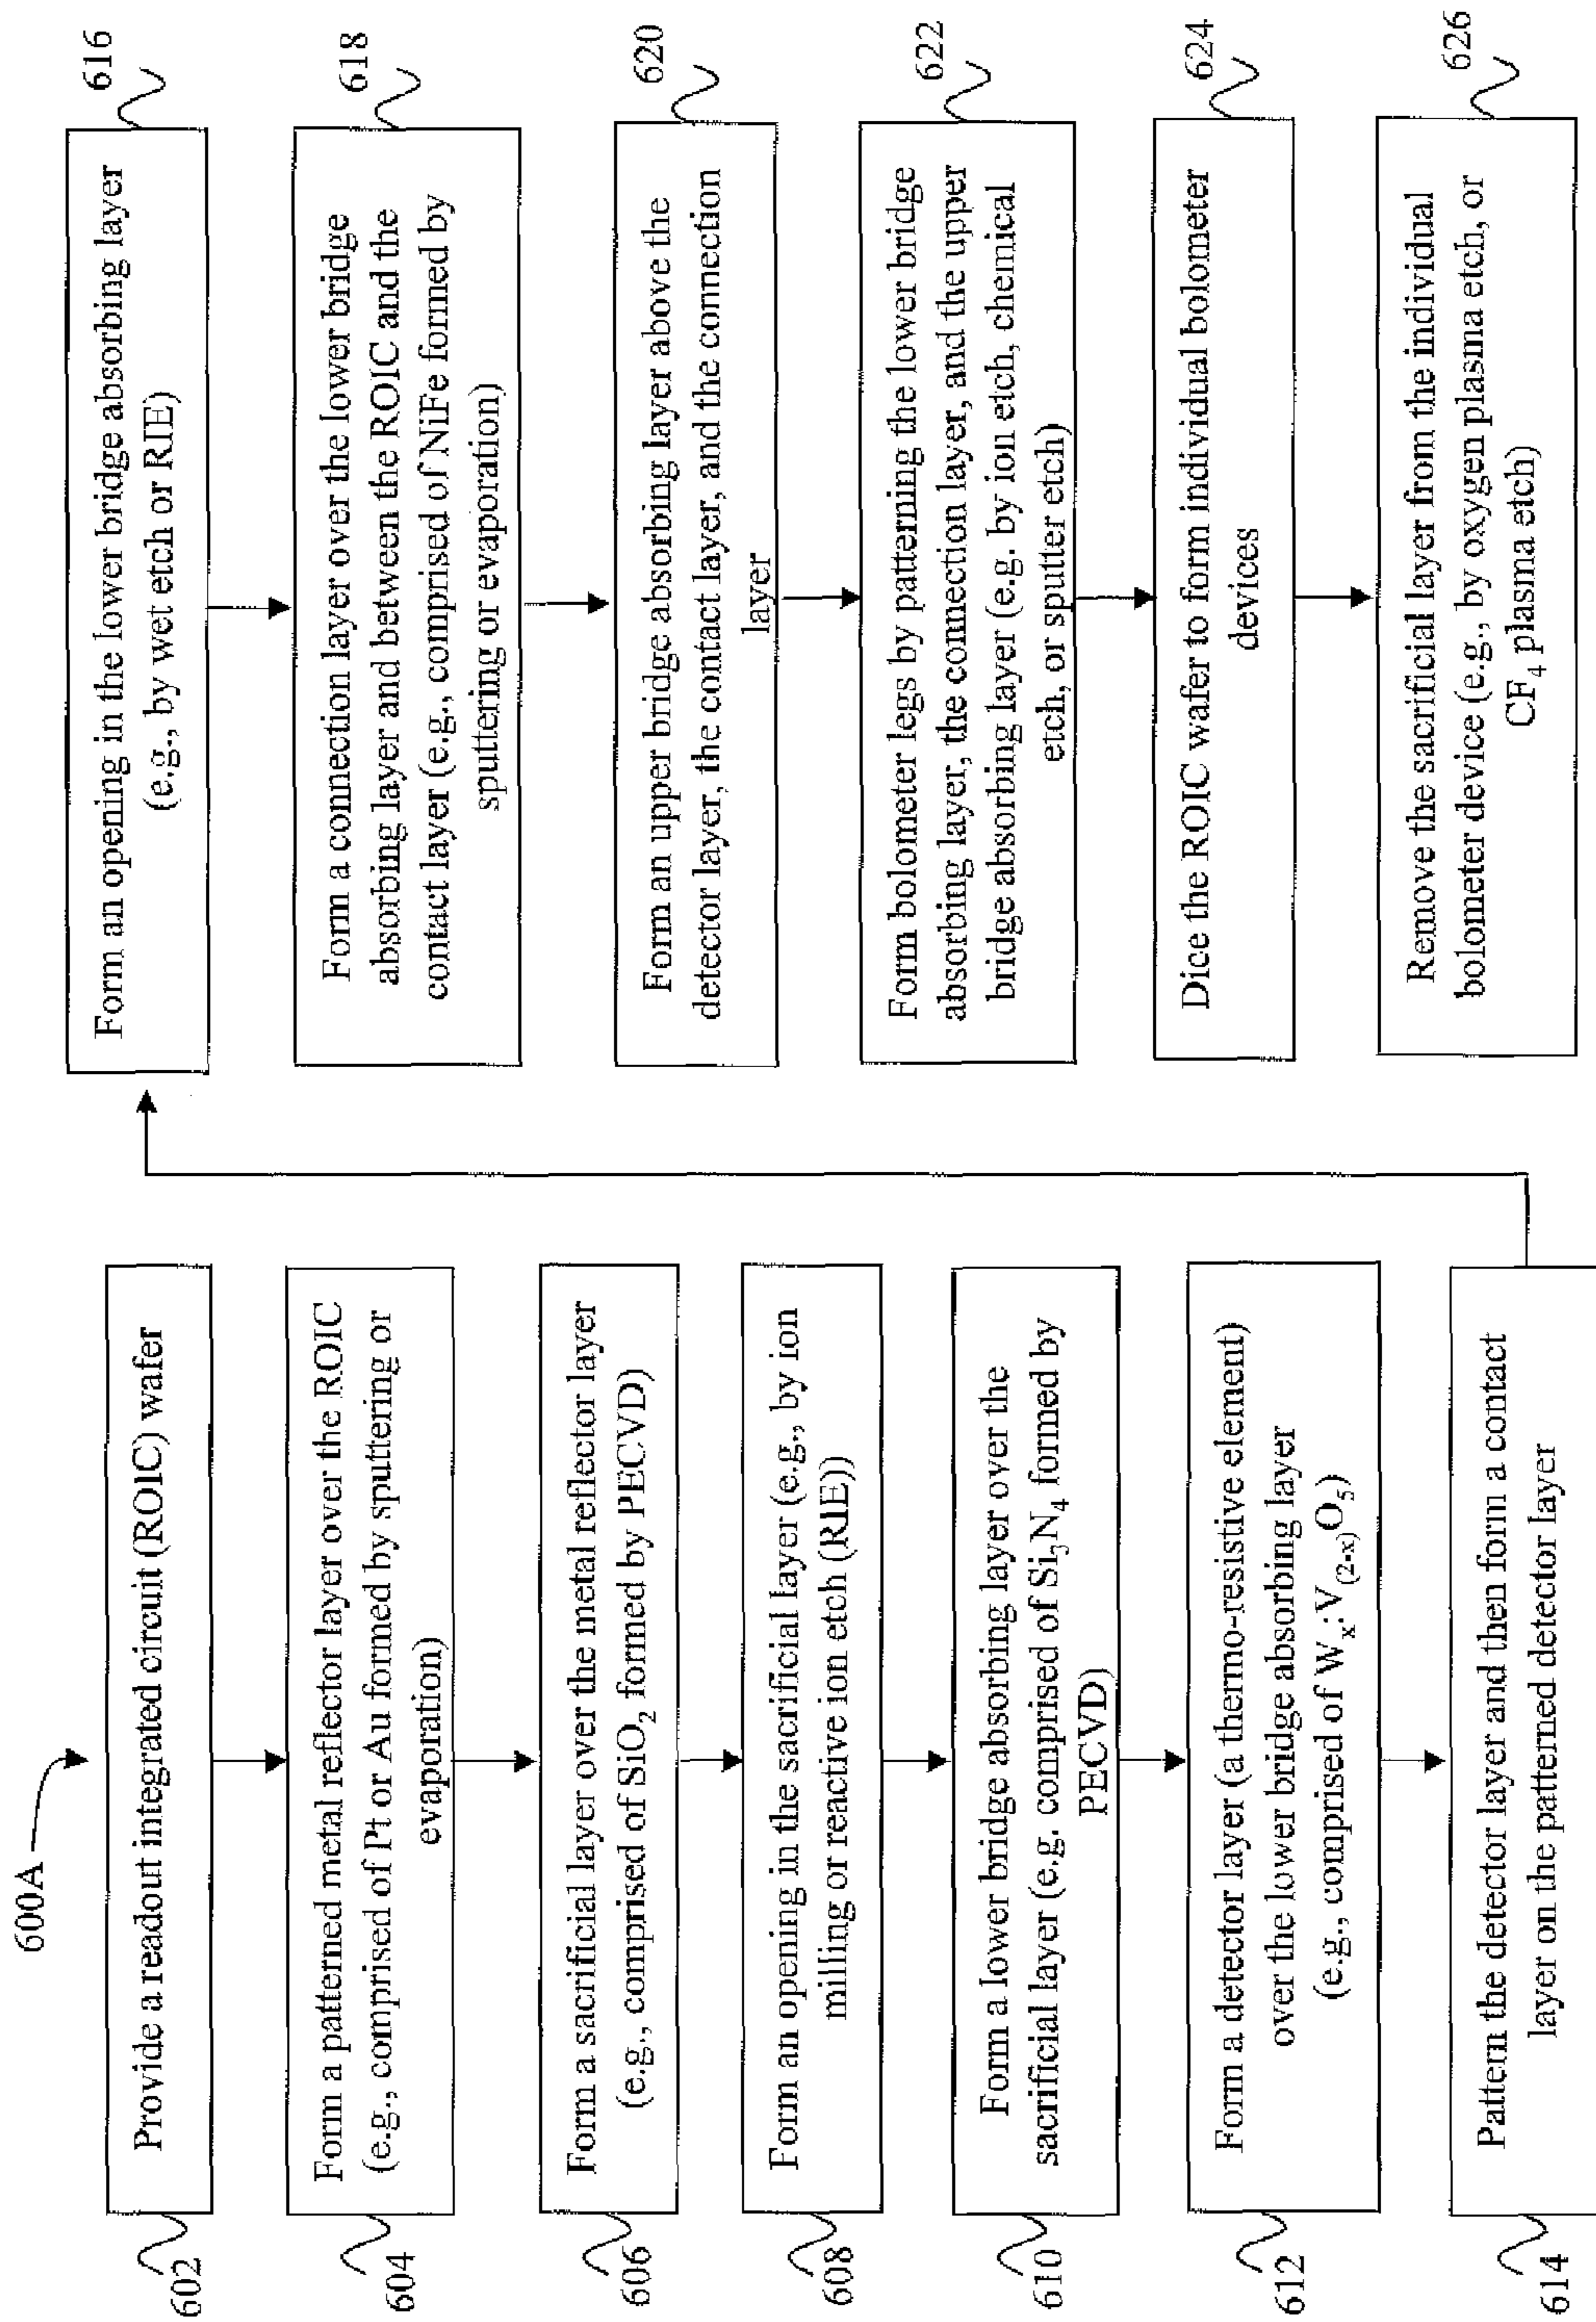 600A
602
Provide a readout integrated circuit (ROIC) wafer
604
Form a patterned metal reflector layer over the ROIC
(e.g., comprised of Pt or Au formed by sputtering or
evaporation)
606
Form a sacrificial layer over the metal reflector layer
(e.g., comprised of SiO₂ formed by PECVD)
608
Form an opening in the sacrificial layer (e.g., by ion
milling or reactive ion etch (RIE))
610
Form a lower bridge absorbing layer over the
sacrificial layer (e.g. comprised of Si₃N₄ formed by
PECVD)
612
Form a detector layer (a thermo-resistive element)
over the lower bridge absorbing layer
(e.g., comprised of Wₓ:V₍₂₋ₓ₎O₅)
614
Pattern the detector layer and then form a contact
layer on the patterned detector layer
616
Form an opening in the lower bridge absorbing layer
(e.g., by wet etch or RIE)
618
Form a connection layer over the lower bridge
absorbing layer and between the ROIC and the
contact layer (e.g., comprised of NiFe formed by
sputtering or evaporation)
620
Form an upper bridge absorbing layer above the
detector layer, the contact layer, and the connection
layer
622
Form bolometer legs by patterning the lower bridge
absorbing layer, the connection layer, and the upper
bridge absorbing layer (e.g. by ion etch, chemical
etch, or sputter etch)
624
Dice the ROIC wafer to form individual bolometer
devices
626
Remove the sacrificial layer from the individual
bolometer device (e.g., by oxygen plasma etch, or
CF₄ plasma etch)